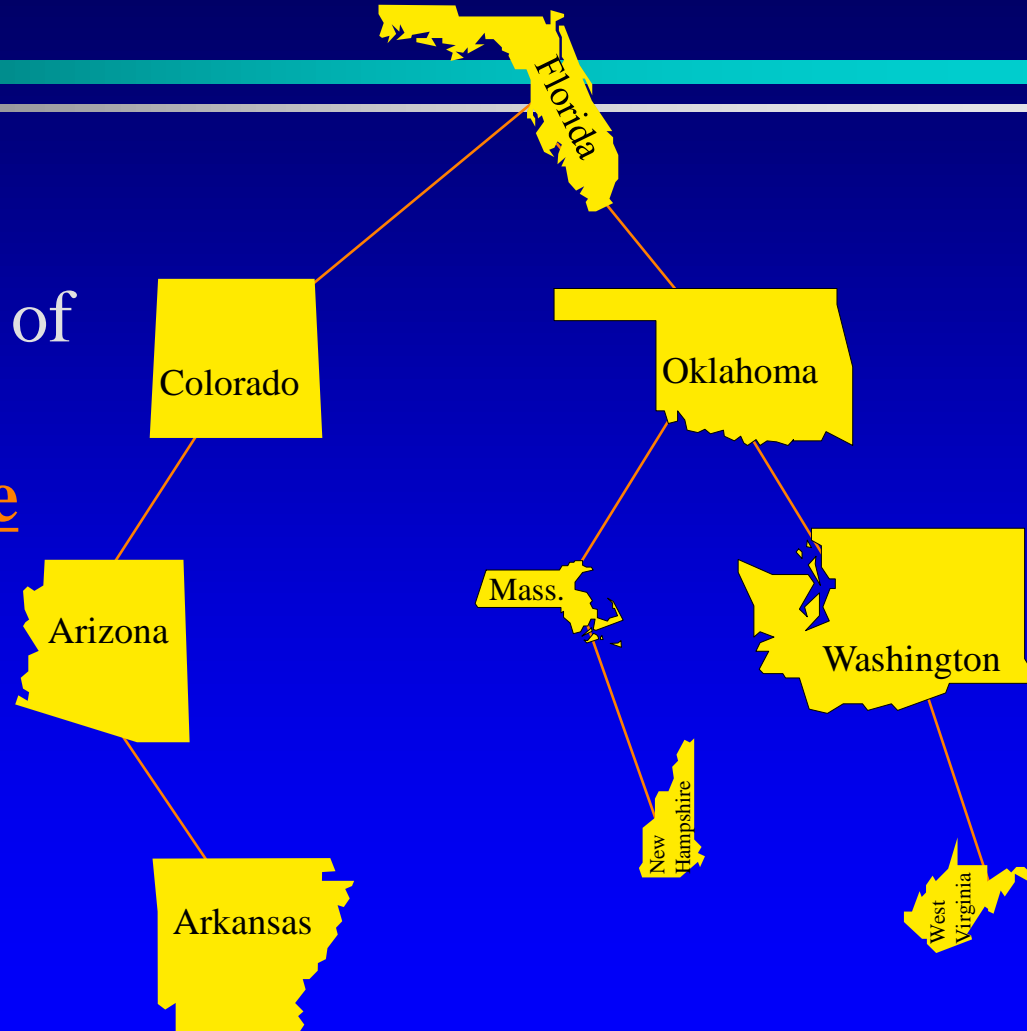 Florida
of
Colorado
Oklahoma
e
Mass.
Arizona
Washington
New
Hampshire
West
Virginia
Arkansas